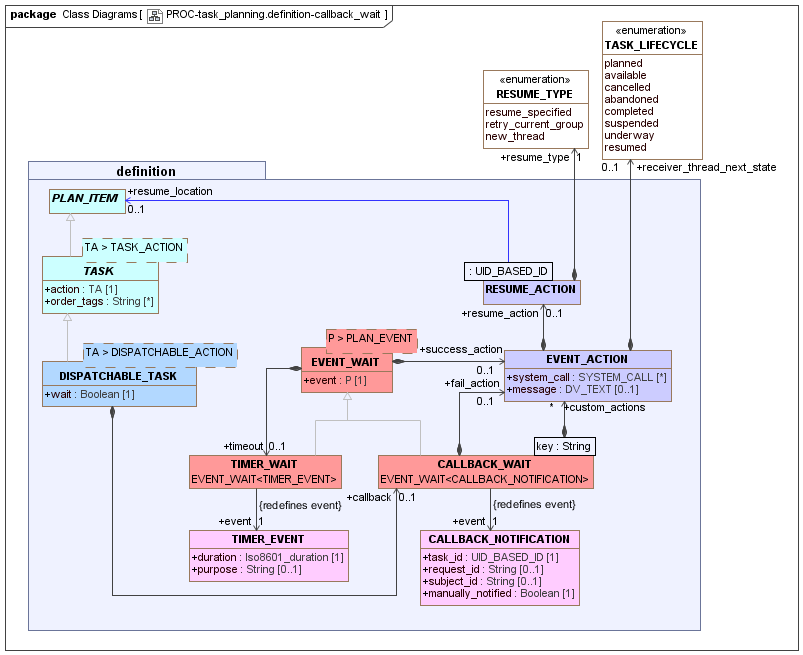 package Class Diagrams [ PROC-task_planning.definition-callback_wait ]
«enumeration»
TASK_LIFECYCLE
planned
available
cancelled
abandoned
completed
suspended
underway
resumed
«enumeration»
RESUME_TYPE
resume_specified
retry_current_group
new_thread
+resume_type 1
0..1 +receiver_thread_next_state
definition
PLAN_ITEM
+resume_location
0..1
TA > TASK_ACTION
TASK
+action : TA [1]
+order_tags : String [*]
: UID_BASED_ID
RESUME_ACTION
+resume_action 0..1
P > PLAN_EVENT
EVENT_WAIT
+event : P [1]
+success_action
0..1
EVENT_ACTION
+system_call : SYSTEM_CALL [*]
+message : DV_TEXT [0..1]
TA > DISPATCHABLE_ACTION
DISPATCHABLE_TASK
+wait : Boolean [1]
+fail_action
0..1
* +custom_actions
key : String
+timeout 0..1
TIMER_WAIT
EVENT_WAIT<TIMER_EVENT>
CALLBACK_WAIT
EVENT_WAIT<CALLBACK_NOTIFICATION>
+callback 0..1
{redefines event}
+event 1
{redefines event}
+event 1
TIMER_EVENT
+duration : Iso8601_duration [1]
+purpose : String [0..1]
CALLBACK_NOTIFICATION
+task_id : UID_BASED_ID [1]
+request_id : String [0..1]
+subject_id : String [0..1]
+manually_notified : Boolean [1]